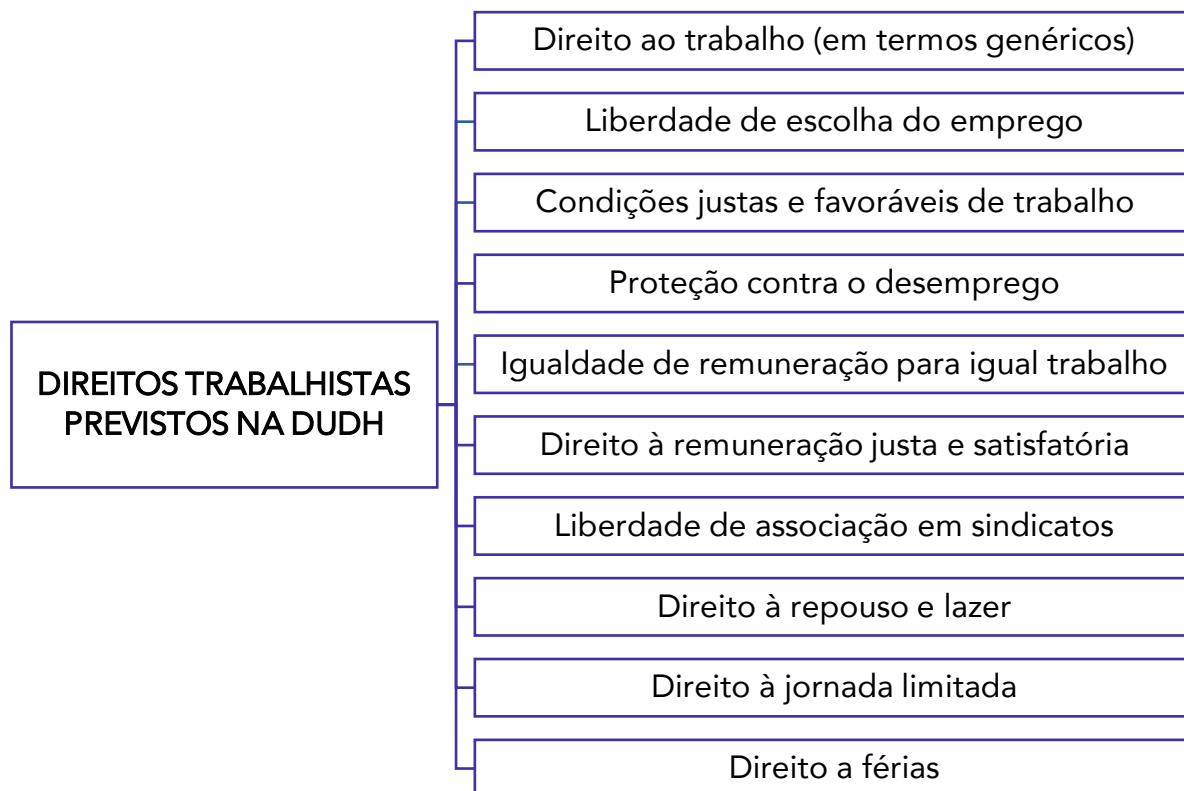 DIREITOS TRABALHISTAS
PREVISTOS NA DUDH
Direito ao trabalho (em termos genéricos)
Liberdade de escolha do emprego
Condições justas e favoráveis de trabalho
Proteção contra o desemprego
Igualdade de remuneração para igual trabalho
Direito à remuneração justa e satisfatória
Liberdade de associação em sindicatos
Direito à repouso e lazer
Direito à jornada limitada
Direito a férias